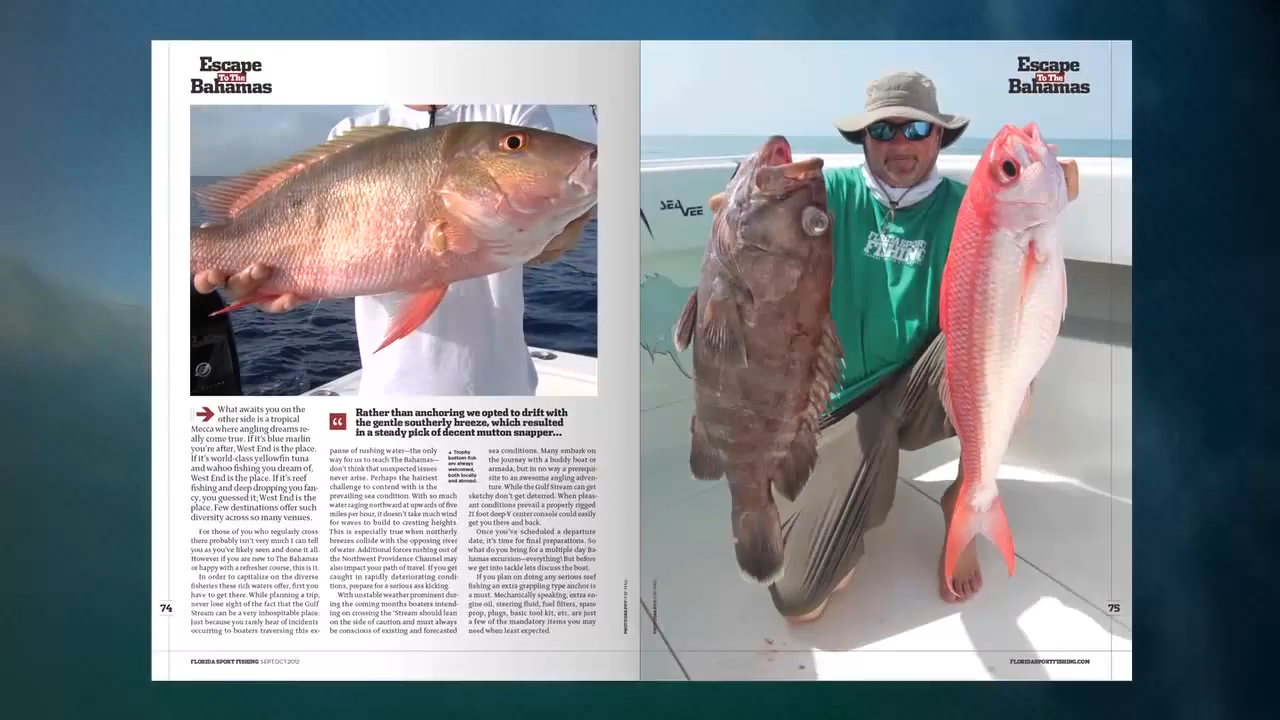 Escape
To The
Bahamas
What awaits you on the
other side is a tropical
Mecca where angling dreams re-
ally come true. If it's blue marlin
you're after, West End is the place.
If it's world-class yellowfin tuna
and wahoo fishing you dream of,
West End is the place. If it's reef
fishing and deep dropping you fan-
cy, you guessed it; West End is the
place. Few destinations offer such
diversity across so many venues.
For those of you who regularly cross
there probably isn't very much I can tell
you as you've likely seen and done it all.
However if you are new to The Bahamas
or happy with a refresher course, this is it.
In order to capitalize on the diverse
fisheries these rich waters offer, first you
have to get there. While planning a trip,
never lose sight of the fact that the Gulf
Stream can be a very inhospitable place.
Just because you rarely hear of incidents
occurring to boaters traversing this ex-
“
Rather than anchoring we opted to drift with
the gentle southerly breeze, which resulted
in a steady pick of decent mutton snapper...
panse of rushing water—the only
way for us to reach The Bahamas—
don't think that unexpected issues
never arise. Perhaps the hairiest
challenge to contend with is the
prevailing sea condition. With so much
water raging northward at upwards of five
miles per hour, it doesn't take much wind
for waves to build to cresting heights.
This is especially true when northerly
breezes collide with the opposing river
of water. Additional forces rushing out of
the Northwest Providence Channel may
also impact your path of travel. If you get
caught in rapidly deteriorating condi-
tions, prepare for a serious ass kicking.
With unstable weather prominent dur-
ing the coming months boaters intend-
ing on crossing the 'Stream should lean
on the side of caution and must always
be conscious of existing and forecasted
Trophy
bottom fish
are always
welcomed,
both locally
and abroad.
sea conditions. Many embark on
the journey with a buddy boat or
armada, but in no way a prerequi-
site to an awesome angling adven-
ture. While the Gulf Stream can get
sketchy don't get deterred. When pleas-
ant conditions prevail a properly rigged
21 foot deep-V center console could easily
get you there and back.
Once you've scheduled a departure
date, it's time for final preparations. So
what do you bring for a multiple day Ba-
hamas excursion—everything! But before
we get into tackle lets discuss the boat.
If you plan on doing any serious reef
fishing an extra grappling type anchor is
a must. Mechanically speaking, extra en-
gine oil, steering fluid, fuel filters, spare
prop, plugs, basic tool kit, etc. are just
a few of the mandatory items you may
need when least expected.
74
FLORIDA SPORT FISHING SEPT/OCT 2012
Escape
To The
Bahamas
SEAVEE
FLORIDA SPORT
FISHING
75
FLORIDASPORTFISHING.COM